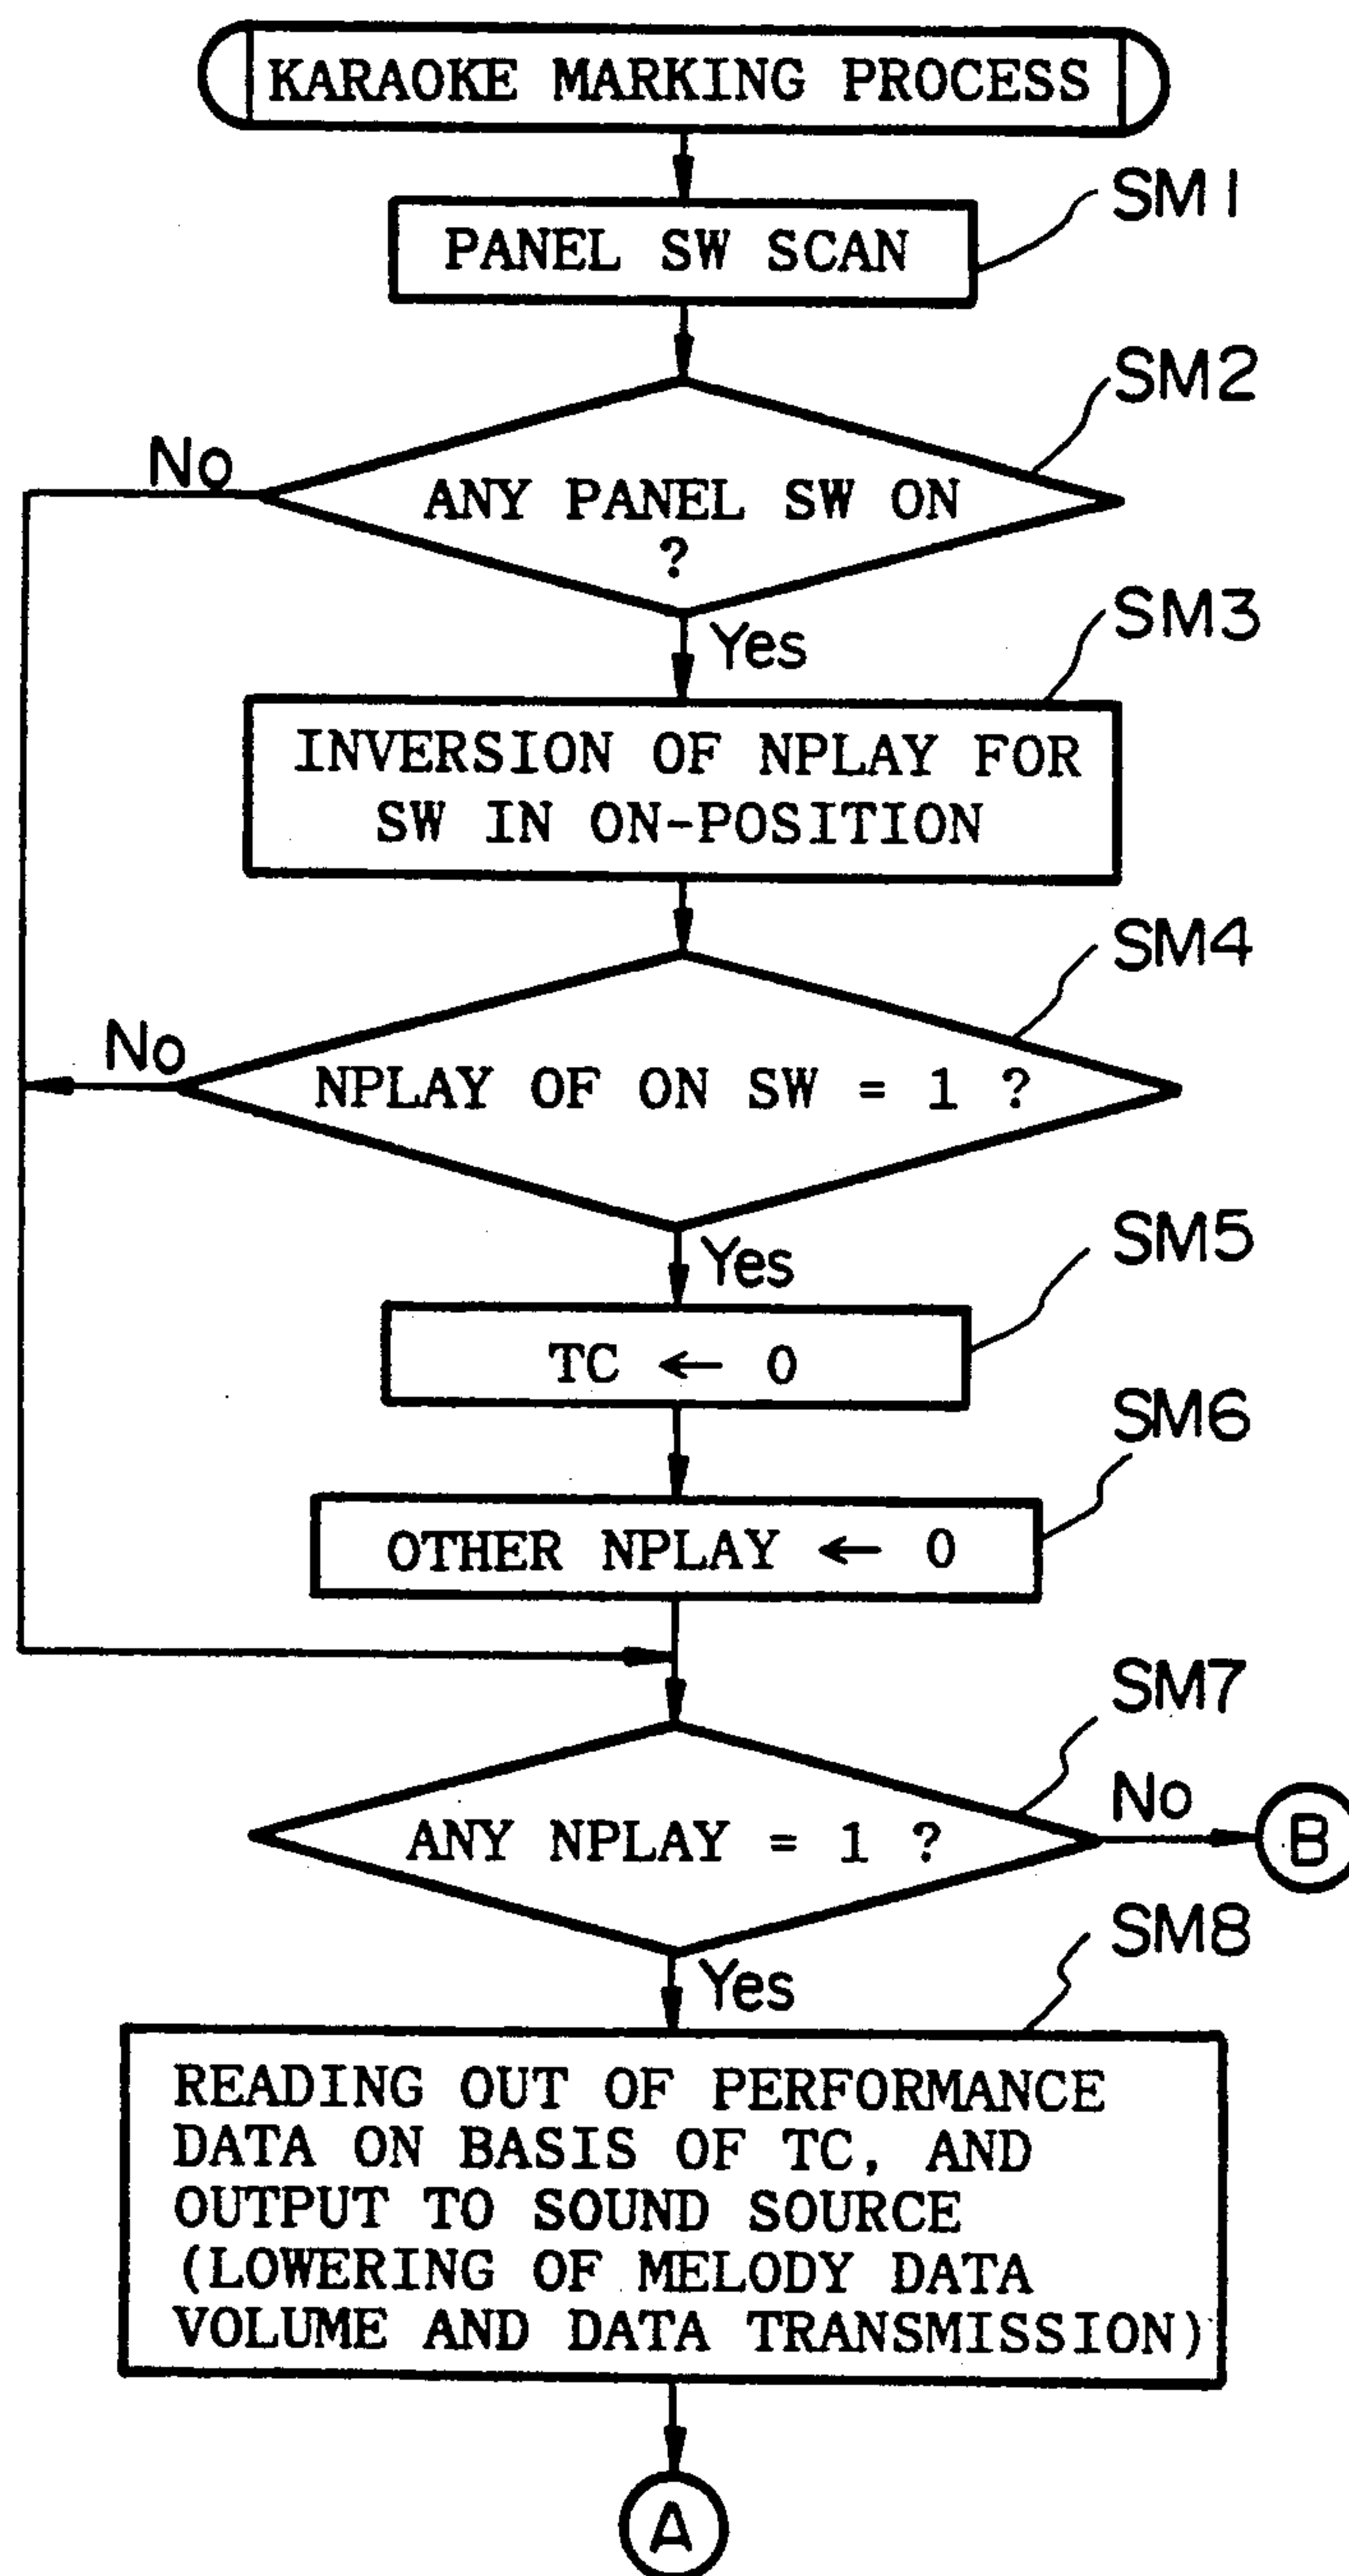 KARAOKE MARKING PROCESS
SM1
PANEL SW SCAN
SM2
No
ANY PANEL SW ON
?
SM3
Yes
INVERSION OF NPLAY FOR
SW IN ON-POSITION
SM4
No
NPLAY OF ON SW = 1 ?
SM5
Yes
TC ← 0
SM6
OTHER NPLAY ← 0
SM7
No
ANY NPLAY = 1 ?
B
SM8
Yes
READING OUT OF PERFORMANCE
DATA ON BASIS OF TC, AND
OUTPUT TO SOUND SOURCE
(LOWERING OF MELODY DATA
VOLUME AND DATA TRANSMISSION)
A